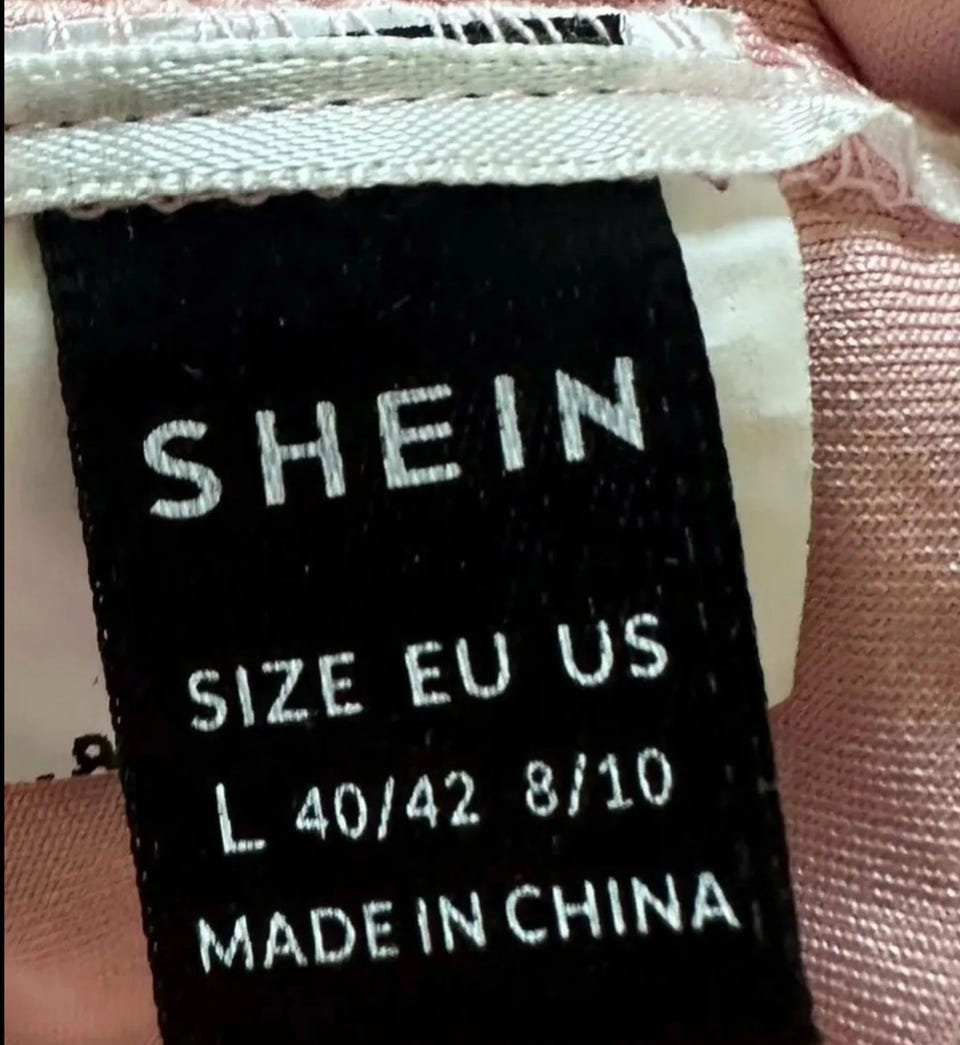 SHEIN
SIZE EU US
L 40/42 8/10
MADE IN CHINA